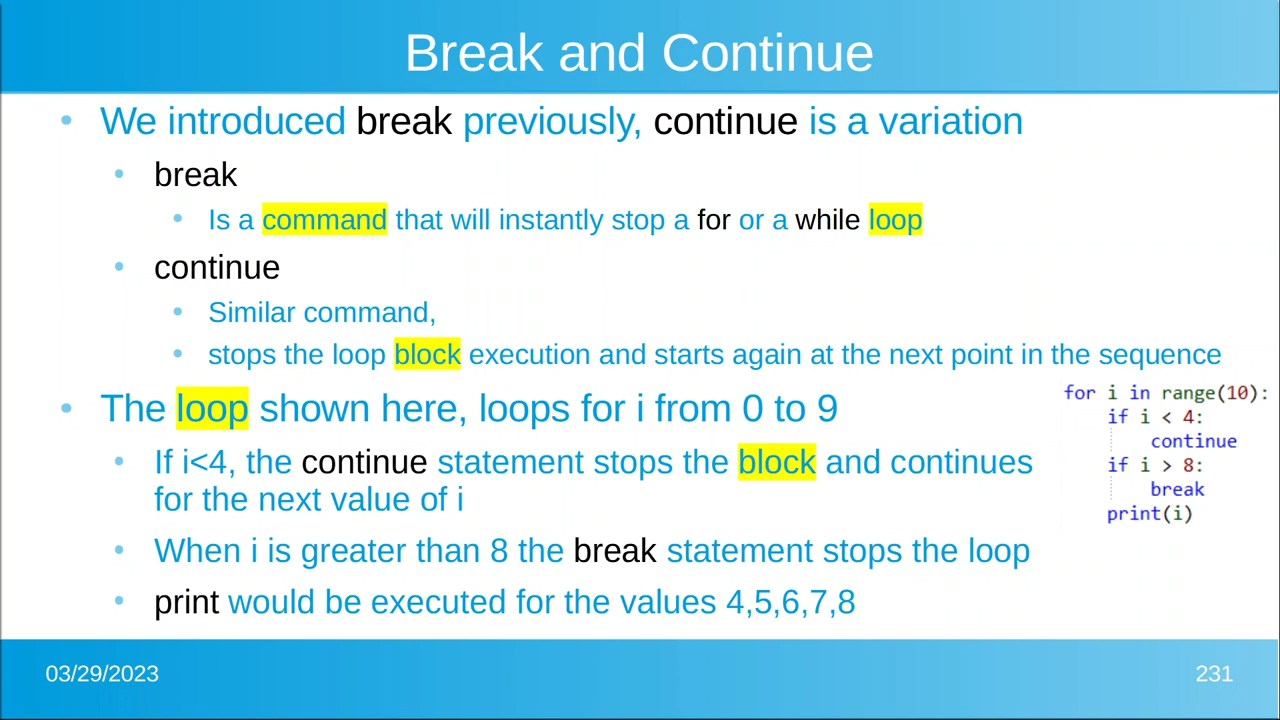 Break and Continue
• We introduced break previously, continue is a variation
• break
• Is a command that will instantly stop a for or a while loop
• continue
• Similar command,
• stops the loop block execution and starts again at the next point in the sequence
• The loop shown here, loops for i from 0 to 9
• If i<4, the continue statement stops the block and continues
for the next value of i
• When i is greater than 8 the break statement stops the loop
• print would be executed for the values 4,5,6,7,8
for i in range(10):
    if i < 4:
        continue
    if i > 8:
        break
    print(i)
03/29/2023
231